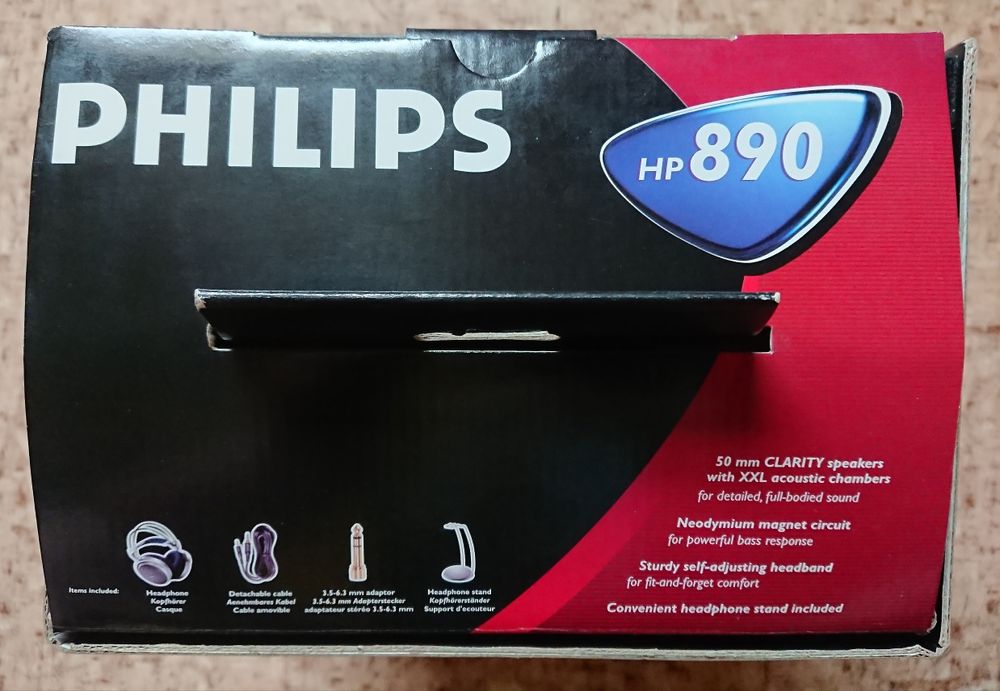 PHILIPS
HP 890
50 mm CLARITY speakers
with XXL acoustic chambers
for detailed, full-bodied sound
Neodymium magnet circuit
for powerful bass response
Sturdy self-adjusting headband
for fit-and-forget comfort
Convenient headphone stand included
Items included:
Headphone
Kopfhörer
Casque
Detachable cable
Aenehmbares Kabel
Cable amovible
3.5-6.3 mm adaptor
3.5-6.3 mm Adapterstecker
adaptateur stéréo 3.5-6.3 mm
Headphone stand
Kopfhörerständer
Support d'ecouteur